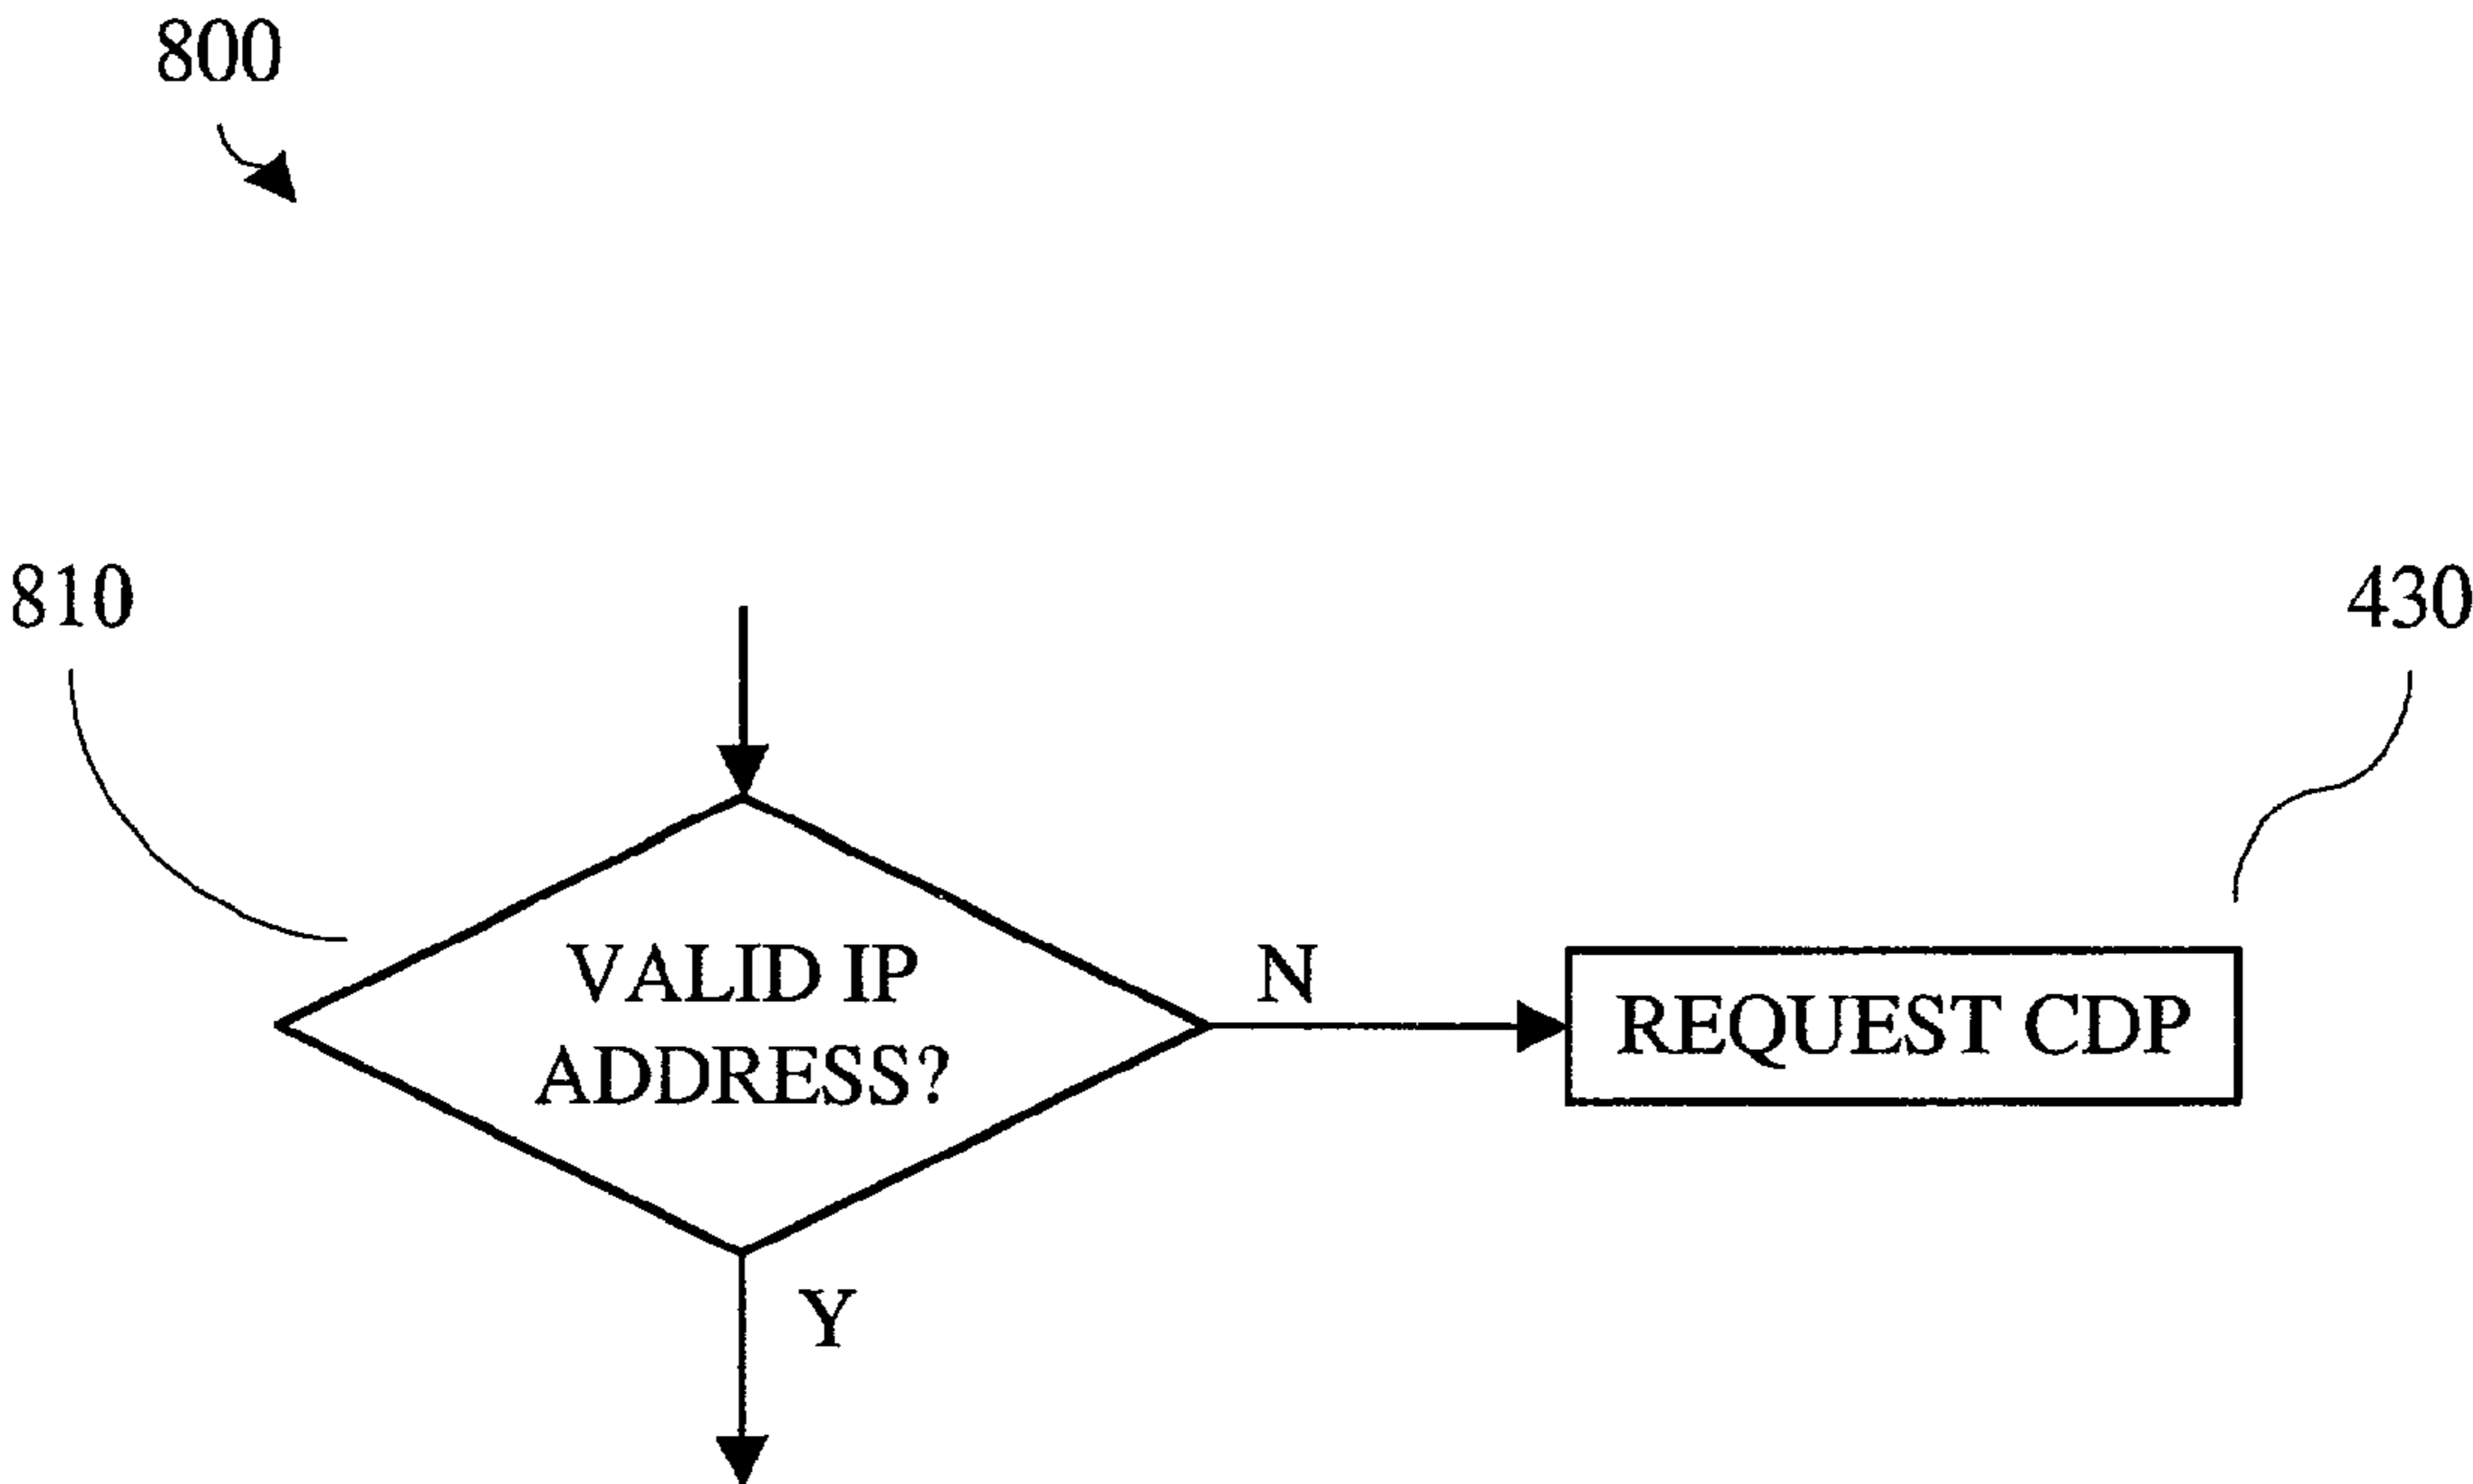 800
810
430
VALID IP
ADDRESS?
N
REQUEST CDP
Y